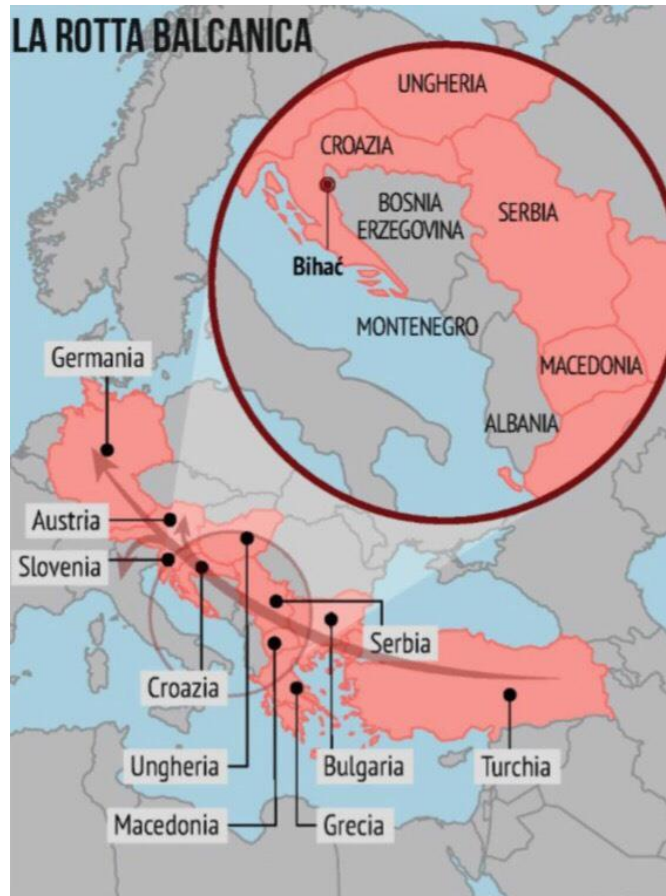 LA ROTTA BALCANICA
UNGHERIA
CROAZIA
BOSNIA
ERZEGOVINA
SERBIA
Bihać
MONTENEGRO
MACEDONIA
ALBANIA
Germania
Austria
Slovenia
Serbia
Croazia
Ungheria
Bulgaria
Turchia
Macedonia
Grecia